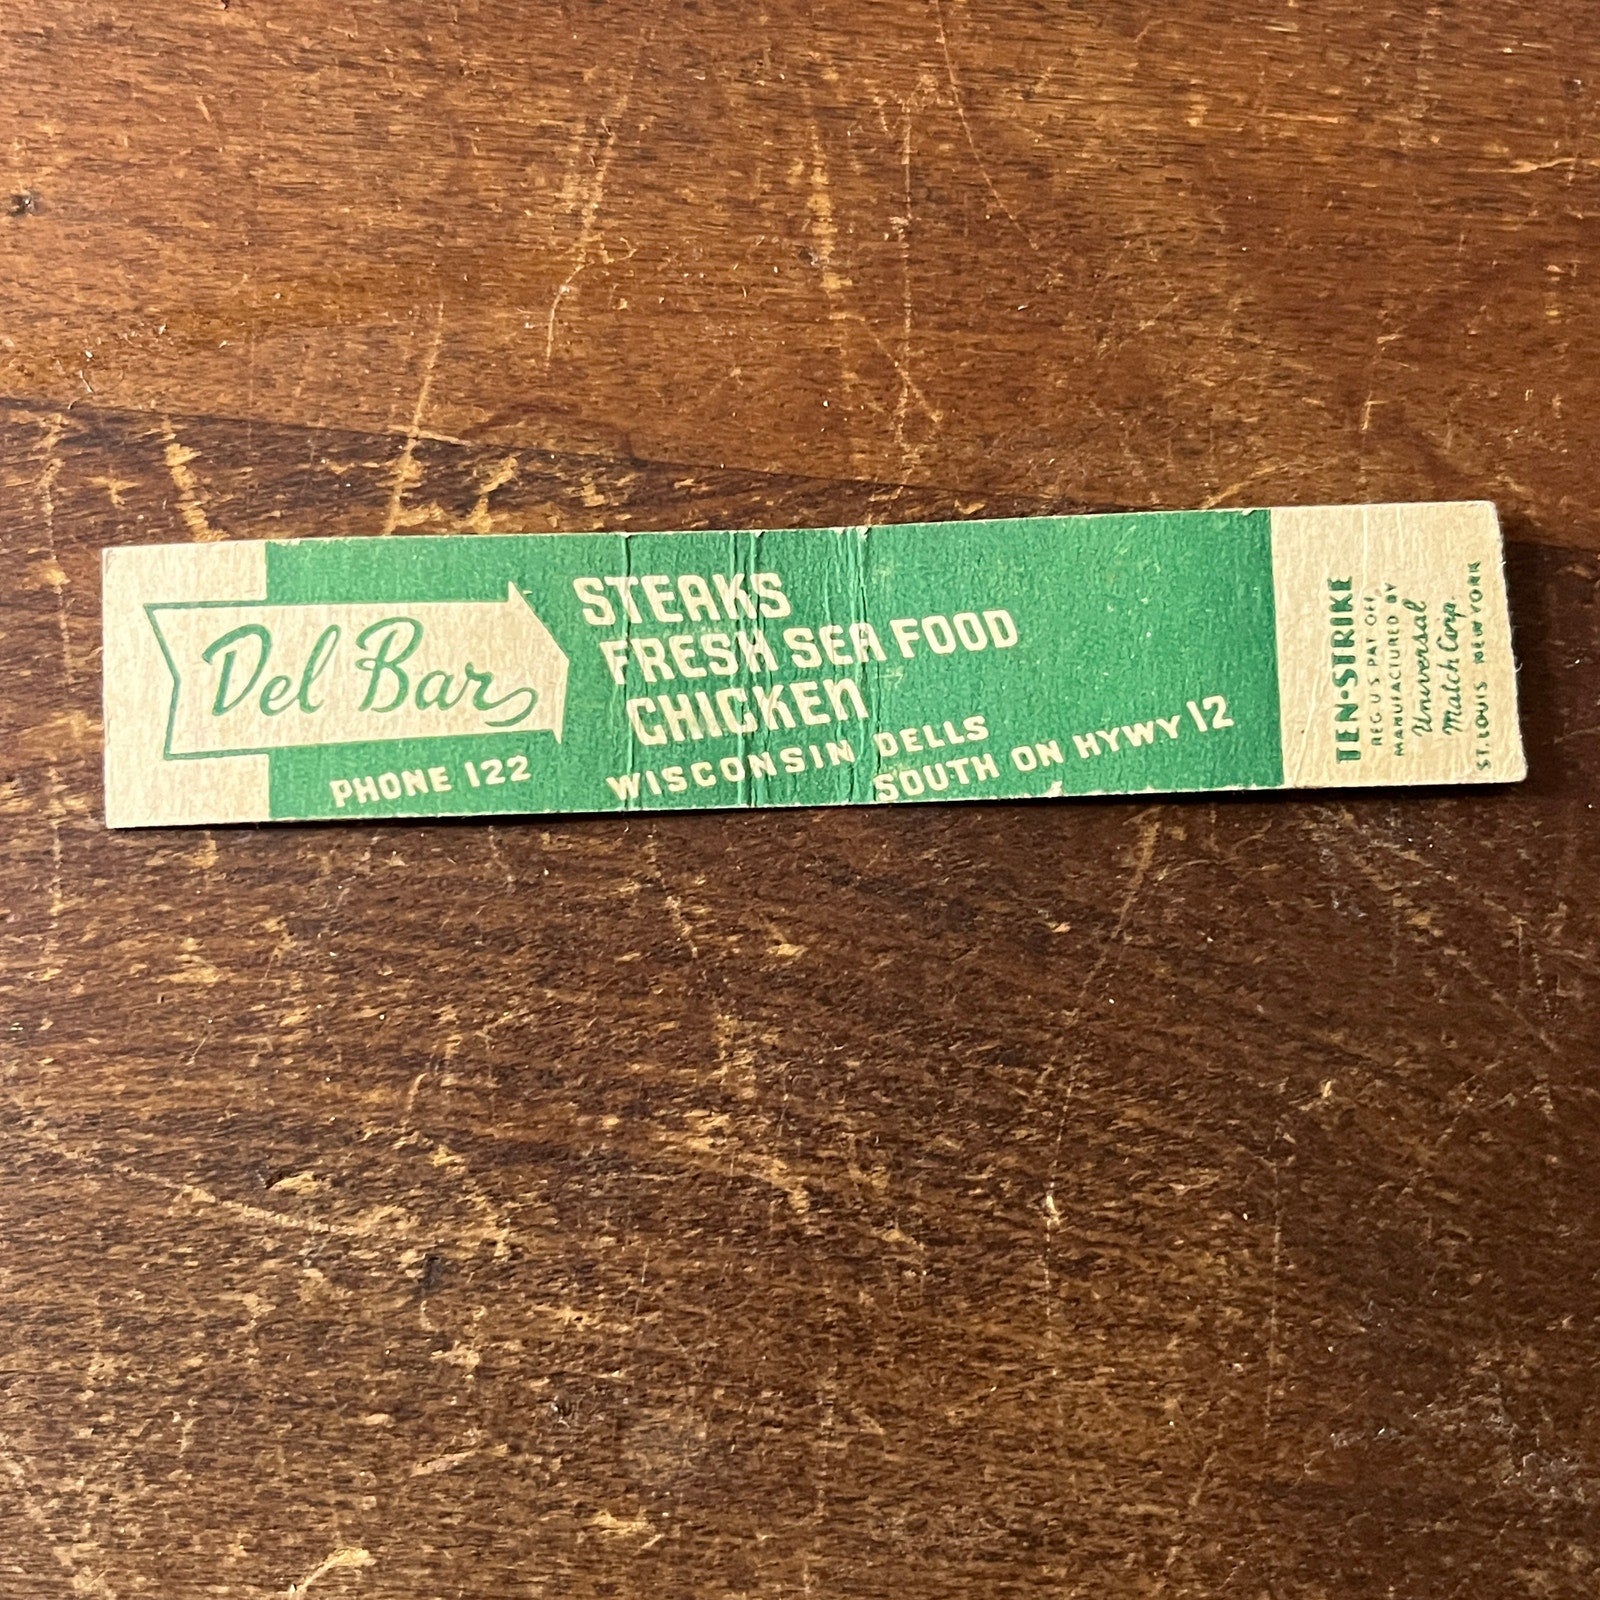 Del Bar
PHONE 122
STEAKS
FRESH SEA FOOD
CHICKEN
WISCONSIN DELLS
SOUTH ON HYWY 12
TEN-STRIKE
REG U S PAT OFF
MANUFACTURED BY
Universal
Match Corp.
ST. LOUIS NEW YORK